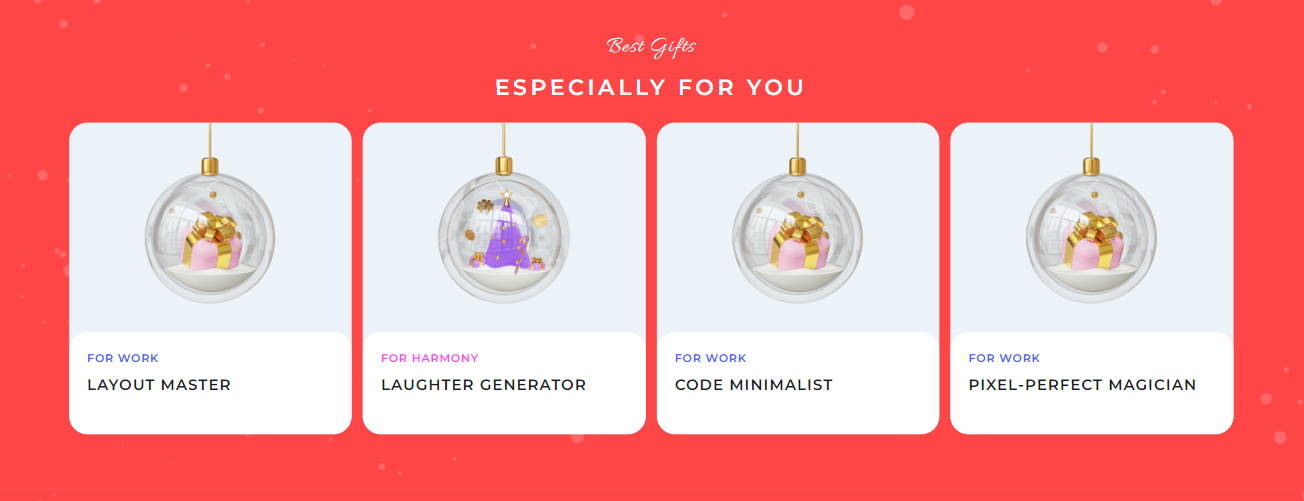 Best Gifts
ESPECIALLY FOR YOU
FOR WORK
LAYOUT MASTER
FOR HARMONY
LAUGHTER GENERATOR
FOR WORK
CODE MINIMALIST
FOR WORK
PIXEL-PERFECT MAGICIAN